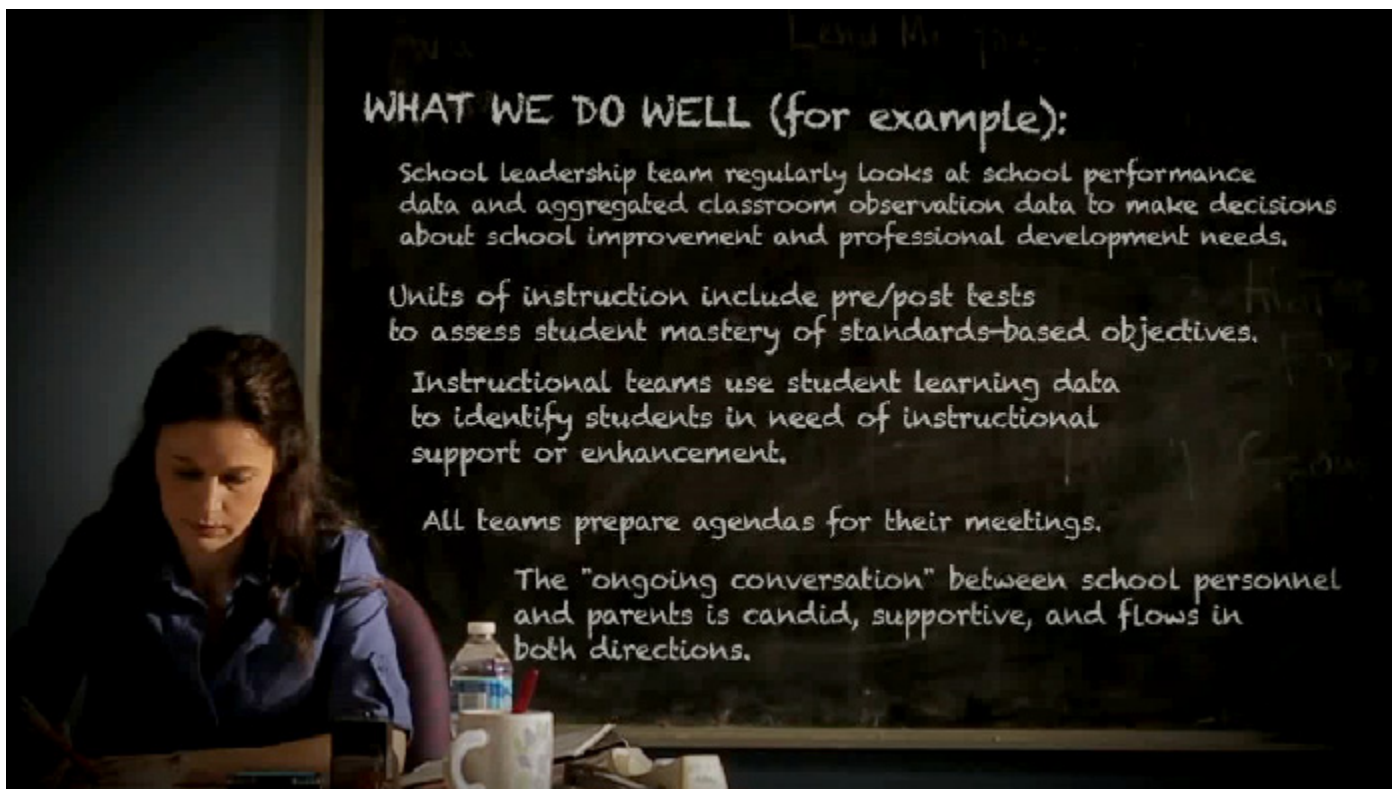 WHAT WE DO WELL (for example):
School leadership team regularly looks at school performance
data and aggregated classroom observation data to make decisions
about school improvement and professional development needs.
Units of instruction include pre/post tests
to assess student mastery of standards-based objectives.
Instructional teams use student learning data
to identify students in need of instructional
support or enhancement.
All teams prepare agendas for their meetings.
The "ongoing conversation" between school personnel
and parents is candid, supportive, and flows in
both directions.